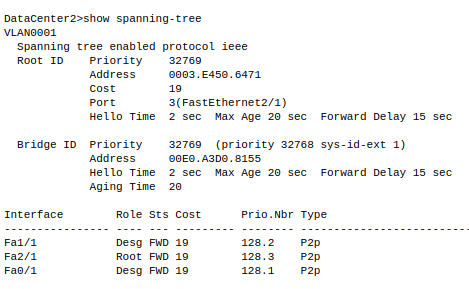 DataCenter2>show spanning-tree
VLAN0001
  Spanning tree enabled protocol ieee
  Root ID    Priority    32769
             Address     0003.E450.6471
             Cost        19
             Port        3(FastEthernet2/1)
             Hello Time  2 sec  Max Age 20 sec  Forward Delay 15 sec

  Bridge ID  Priority    32769  (priority 32768 sys-id-ext 1)
             Address     00E0.A3D0.8155
             Hello Time  2 sec  Max Age 20 sec  Forward Delay 15 sec
             Aging Time  20

Interface        Role Sts Cost      Prio.Nbr Type
---------------- ---- --- --------- -------- --------------------------
Fa1/1            Desg FWD 19        128.2    P2p
Fa2/1            Root FWD 19        128.3    P2p
Fa0/1            Desg FWD 19        128.1    P2p